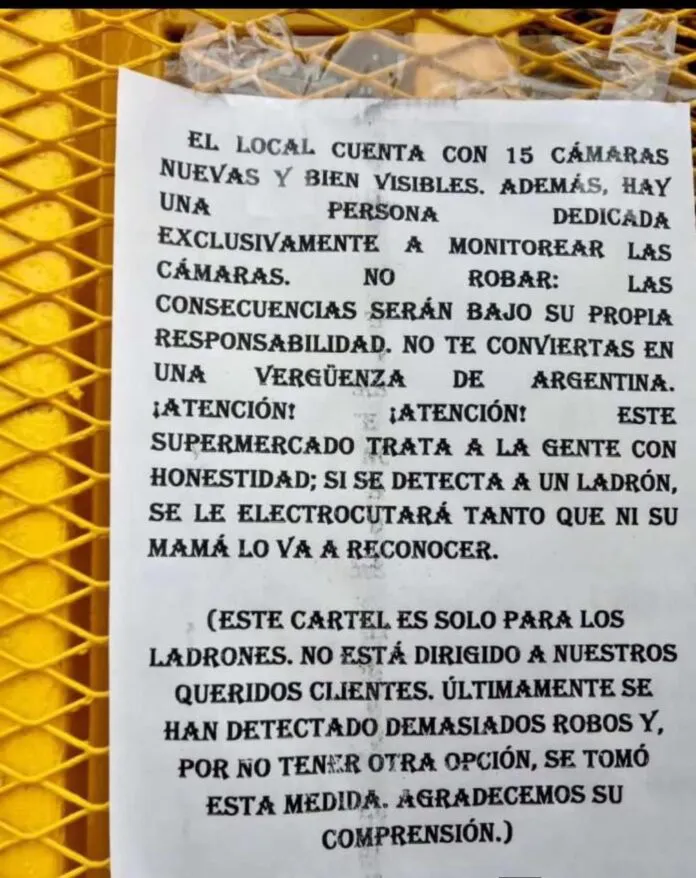 EL LOCAL CUENTA CON 15 CÁMARAS
NUEVAS Y BIEN VISIBLES. ADEMÁS, HAY
UNA PERSONA DEDICADA
EXCLUSIVAMENTE A MONITOREAR LAS
CÁMARAS. NO ROBAR: LAS
CONSECUENCIAS SERÁN BAJO SU PROPIA
RESPONSABILIDAD. NO TE CONVIERTAS EN
UNA VERGÜENZA DE ARGENTINA.
¡ATENCIÓN! ¡ATENCIÓN! ESTE
SUPERMERCADO TRATA A LA GENTE CON
HONESTIDAD; SI SE DETECTA A UN LADRÓN,
SE LE ELECTROCUTARÁ TANTO QUE NI SU
MAMÁ LO VA A RECONOCER.
(ESTE CARTEL ES SOLO PARA LOS
LADRONES. NO ESTÁ DIRIGIDO A NUESTROS
QUERIDOS CLIENTES. ÚLTIMAMENTE SE
HAN DETECTADO DEMASIADOS ROBOS Y,
POR NO TENER OTRA OPCIÓN, SE TOMÓ
ESTA MEDIDA. AGRADECEMOS SU
COMPRENSIÓN.)